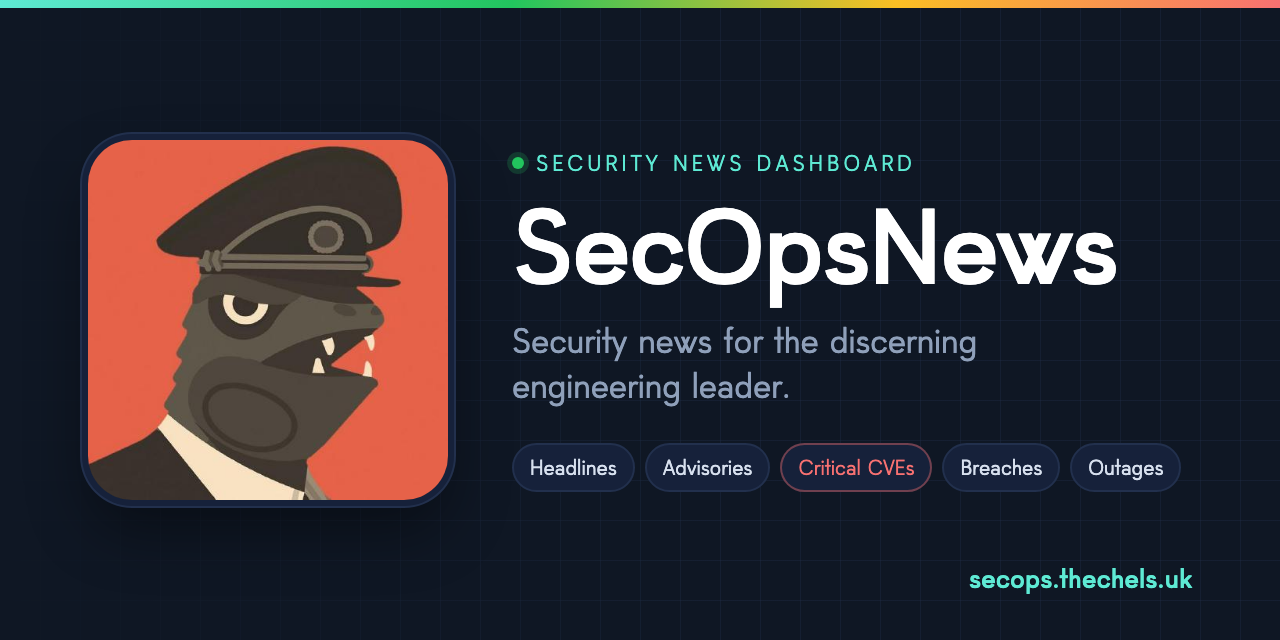 SECURITY NEWS DASHBOARD
SecOpsNews
Security news for the discerning
engineering leader.
Headlines Advisories Critical CVEs Breaches Outages
secops.thechels.uk